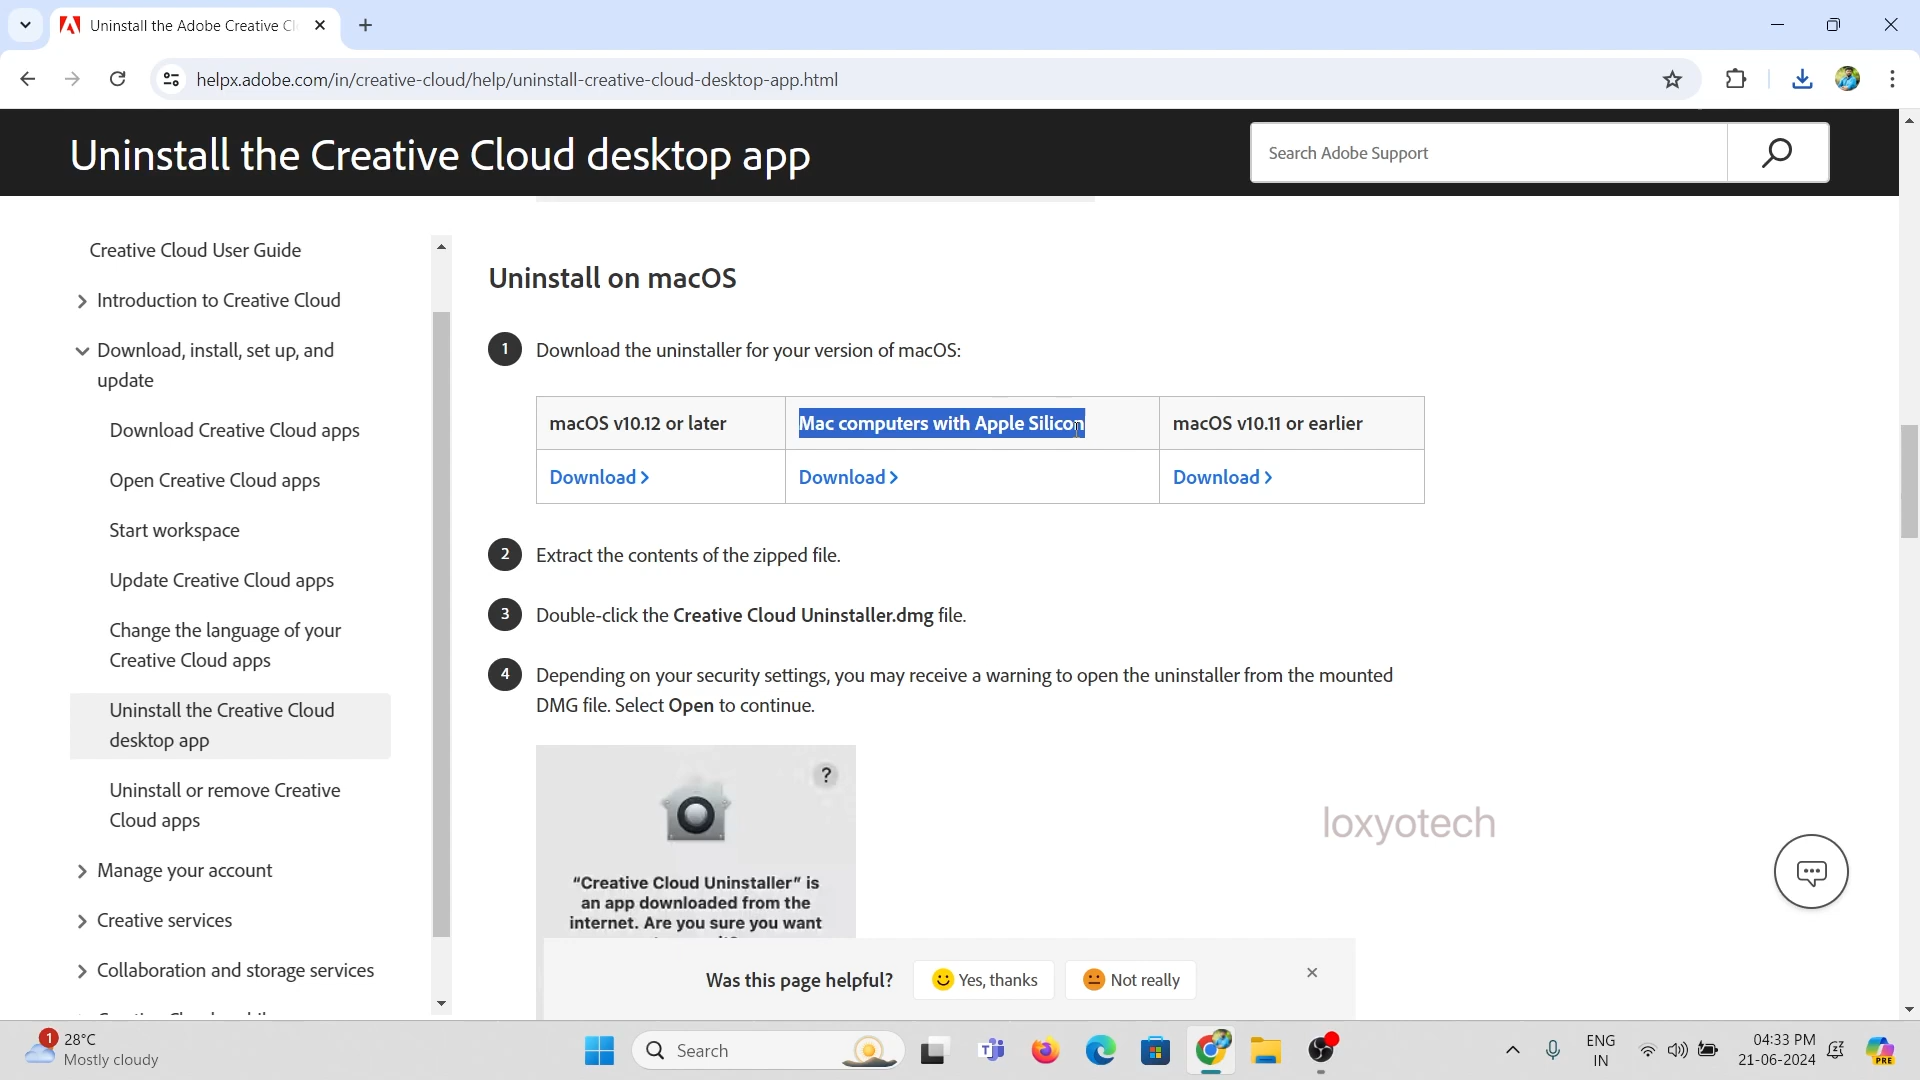 Uninstall the Adobe Creative Cl
helpx.adobe.com/in/creative-cloud/help/uninstall-creative-cloud-desktop-app.html
Uninstall the Creative Cloud desktop app
Search Adobe Support
Creative Cloud User Guide
Introduction to Creative Cloud
Download, install, set up, and
update
Download Creative Cloud apps
Open Creative Cloud apps
Start workspace
Update Creative Cloud apps
Change the language of your
Creative Cloud apps
Uninstall the Creative Cloud
desktop app
Uninstall or remove Creative
Cloud apps
Manage your account
Creative services
Collaboration and storage services
Uninstall on macOS
1 Download the uninstaller for your version of macOS:
macOS v10.12 or later Mac computers with Apple Silicon macOS v10.11 or earlier
Download > Download > Download >
2 Extract the contents of the zipped file.
3 Double-click the Creative Cloud Uninstaller.dmg file.
4 Depending on your security settings, you may receive a warning to open the uninstaller from the mounted
DMG file. Select Open to continue.
?
"Creative Cloud Uninstaller" is
an app downloaded from the
internet. Are you sure you want
loxyotech
Was this page helpful? Yes, thanks Not really
1 28°C
Mostly cloudy
Search
ENG
IN
04:33 PM
21-06-2024
PRE